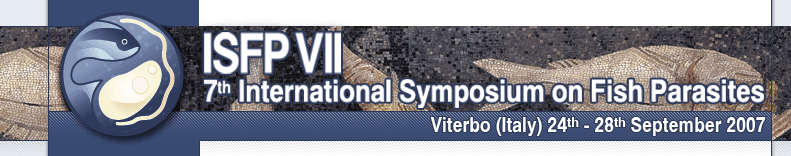 ISFP VII
7th International Symposium on Fish Parasites
Viterbo (Italy) 24th - 28th September 2007